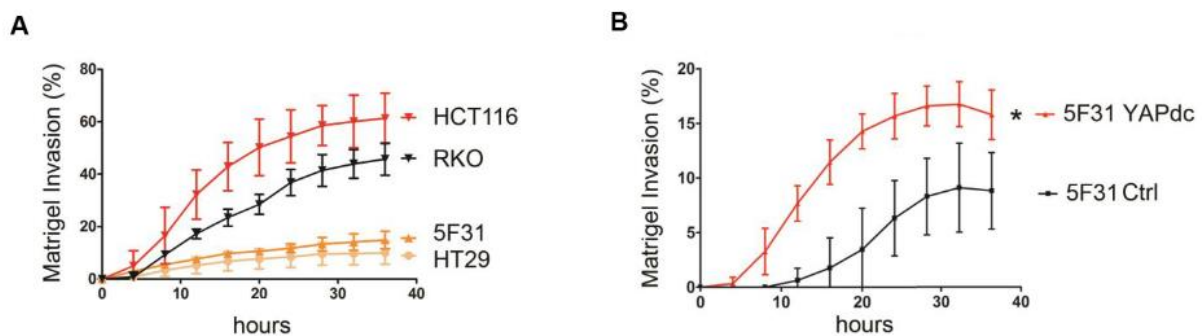 A
Matrigel Invasion (%)
80
60
40
20
0
0 10 20 30 40
hours
HCT116
RKO
5F31
HT29
B
Matrigel Invasion (%)
20
15
10
5
0
0 10 20 30 40
hours
* 5F31 YAPdc
5F31 Ctrl